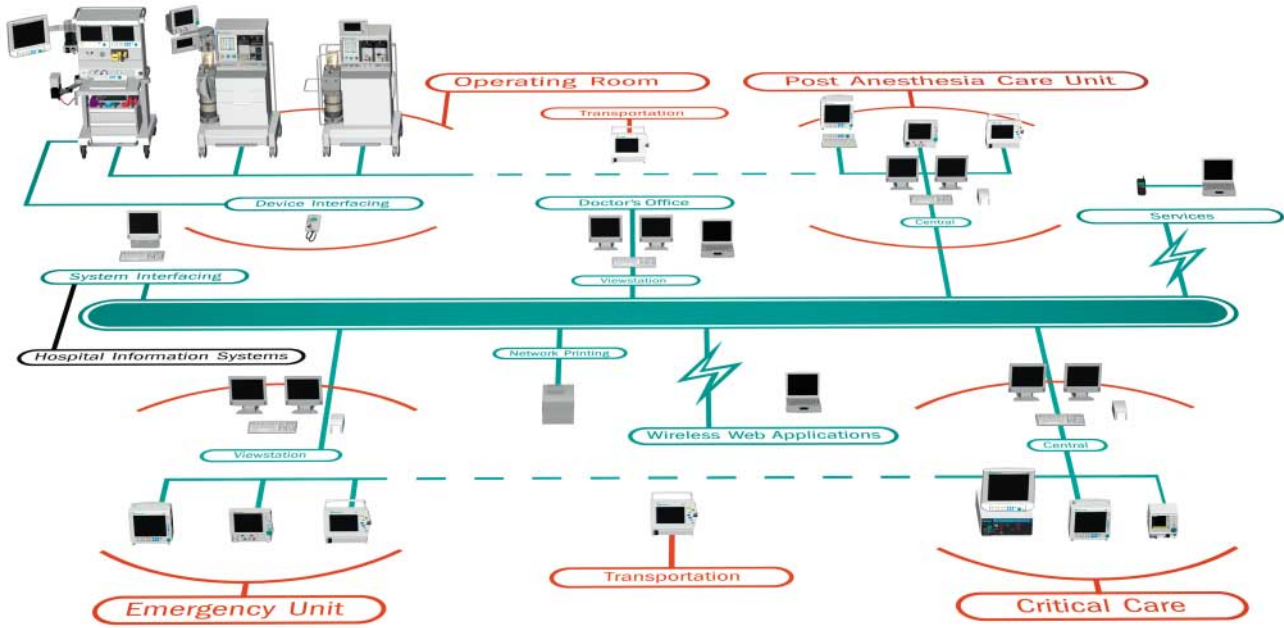 Operating Room
Post Anesthesia Care Unit
Transportation
Device Interfacing
Doctor's Office
Central
Services
System Interfacing
Viewstation
Hospital Information Systems
Network Printing
Wireless Web Applications
Viewstation
Central
Transportation
Emergency Unit
Critical Care